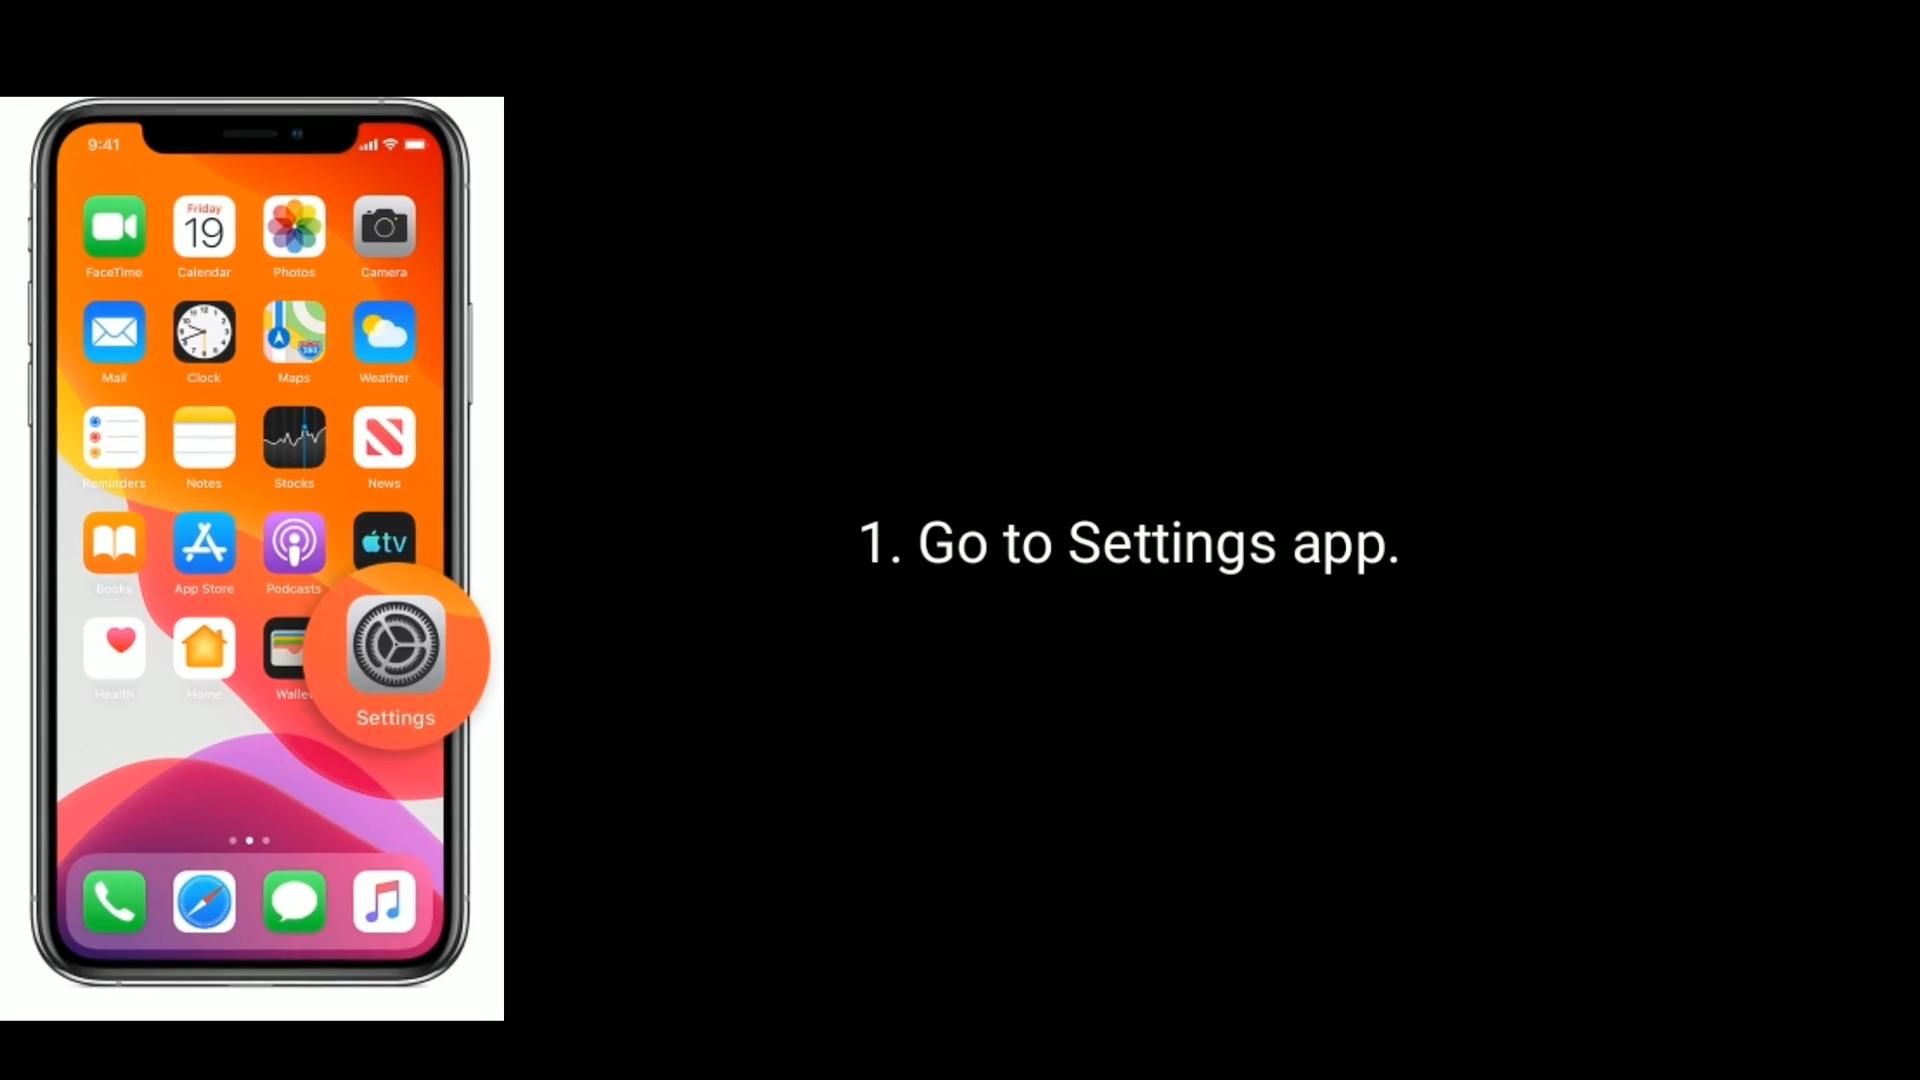 9:41
Friday
19
FaceTime Calendar Photos Camera
280
Mail Clock Maps Weather
Reminders Notes Stocks News
tv
Books App Store Podcasts
Health Home
Settings
1. Go to Settings app.